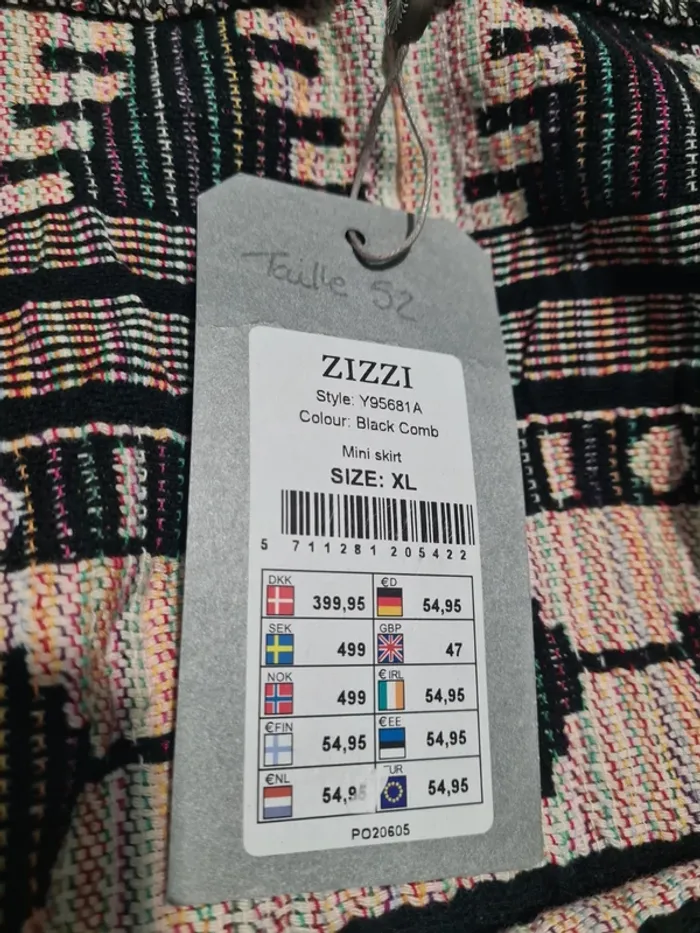 Taille 52
ZIZZI
Style: Y95681A
Colour: Black Comb
Mini skirt
SIZE: XL
5 711281 205422
DKK 399,95 €D 54,95
SEK 499 GBP 47
NOK 499 € IRL 54,95
€FIN 54,95 €EE 54,95
€NL 54,95 EUR 54,95
PO20605